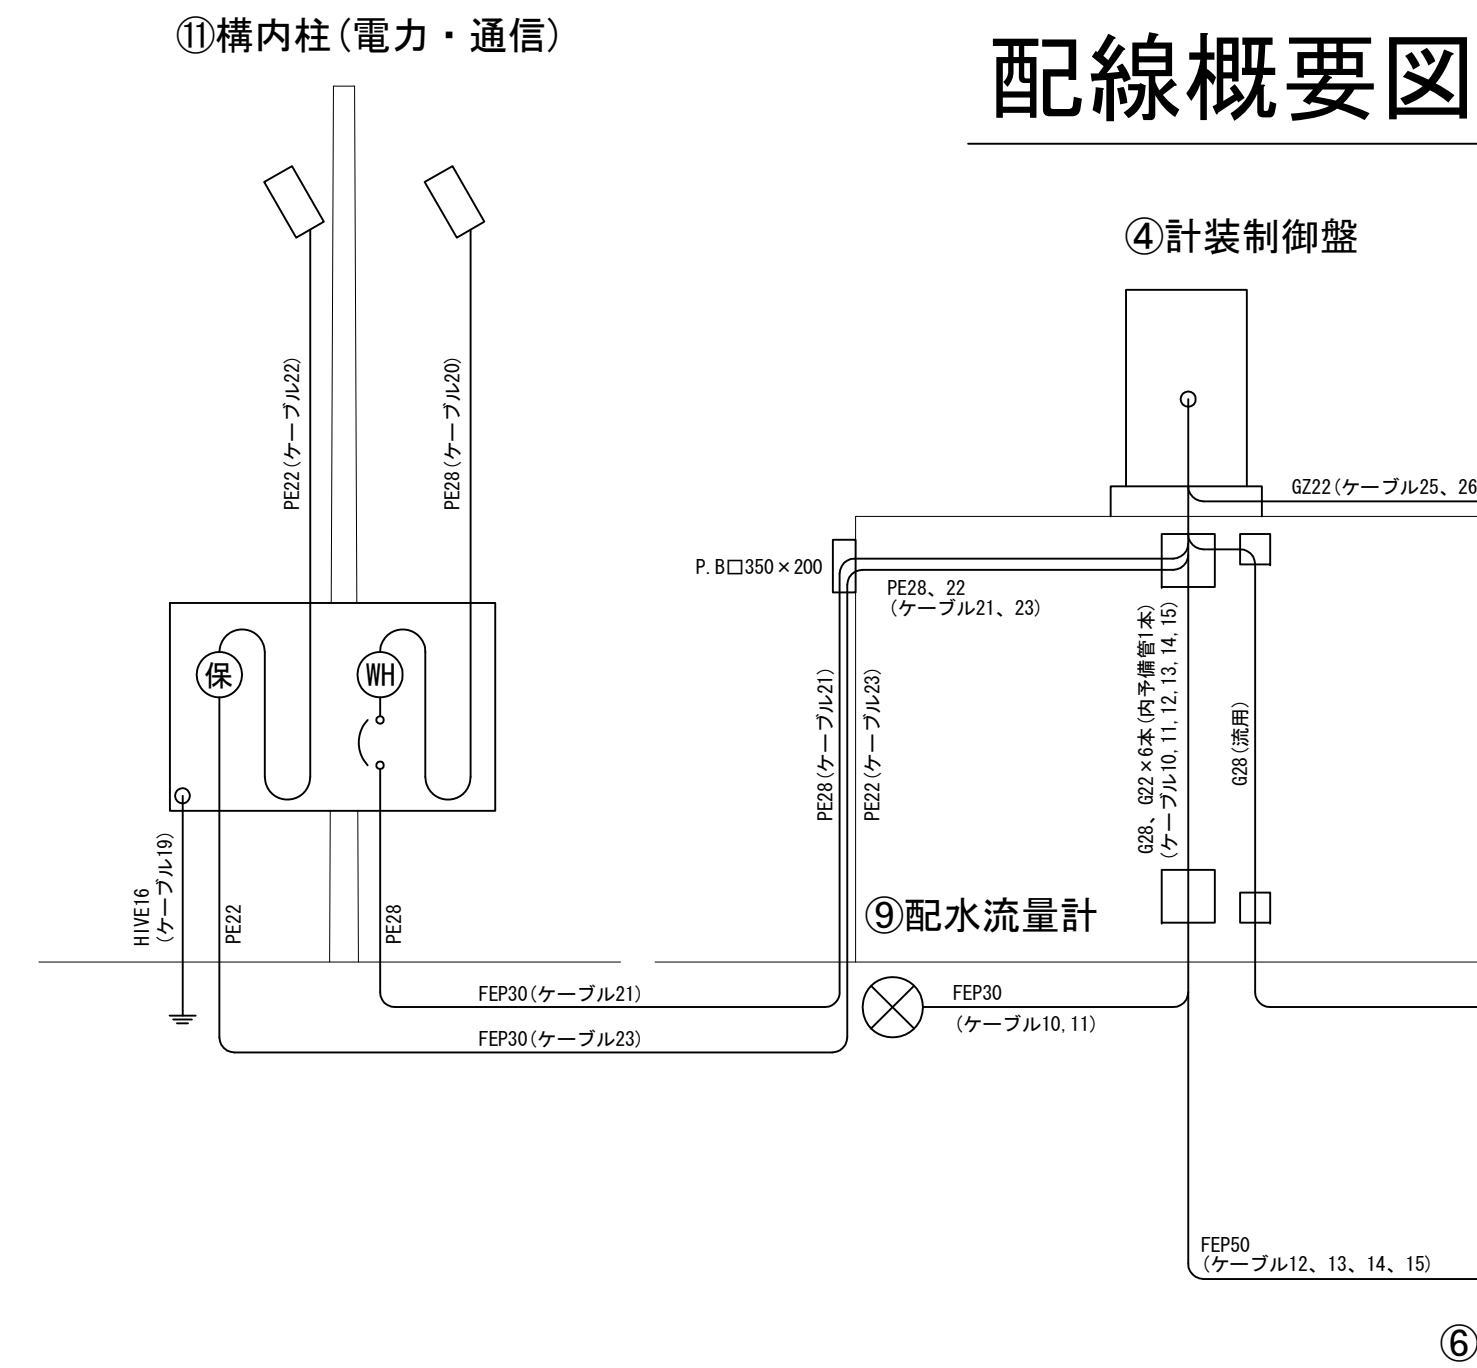 ⑪構内柱(電力・通信)
配線概要図
④計装制御盤
PE22(ケーブル22)
PE28(ケーブル20)
GZ22(ケーブル25、26
P.B□350×200
PE28、22
(ケーブル21、23)
保
WH
PE28(ケーブル21)
PE22(ケーブル23)
G28、G22×6本(内予備管1本)
(ケーブル10,11,12,13,14,15)
G28(流用)
HIVE16
(ケーブル19)
PE22
PE28
⑨配水流量計
FEP30(ケーブル21)
FEP30(ケーブル23)
FEP30
(ケーブル10,11)
FEP50
(ケーブル12、13、14、15)
⑥